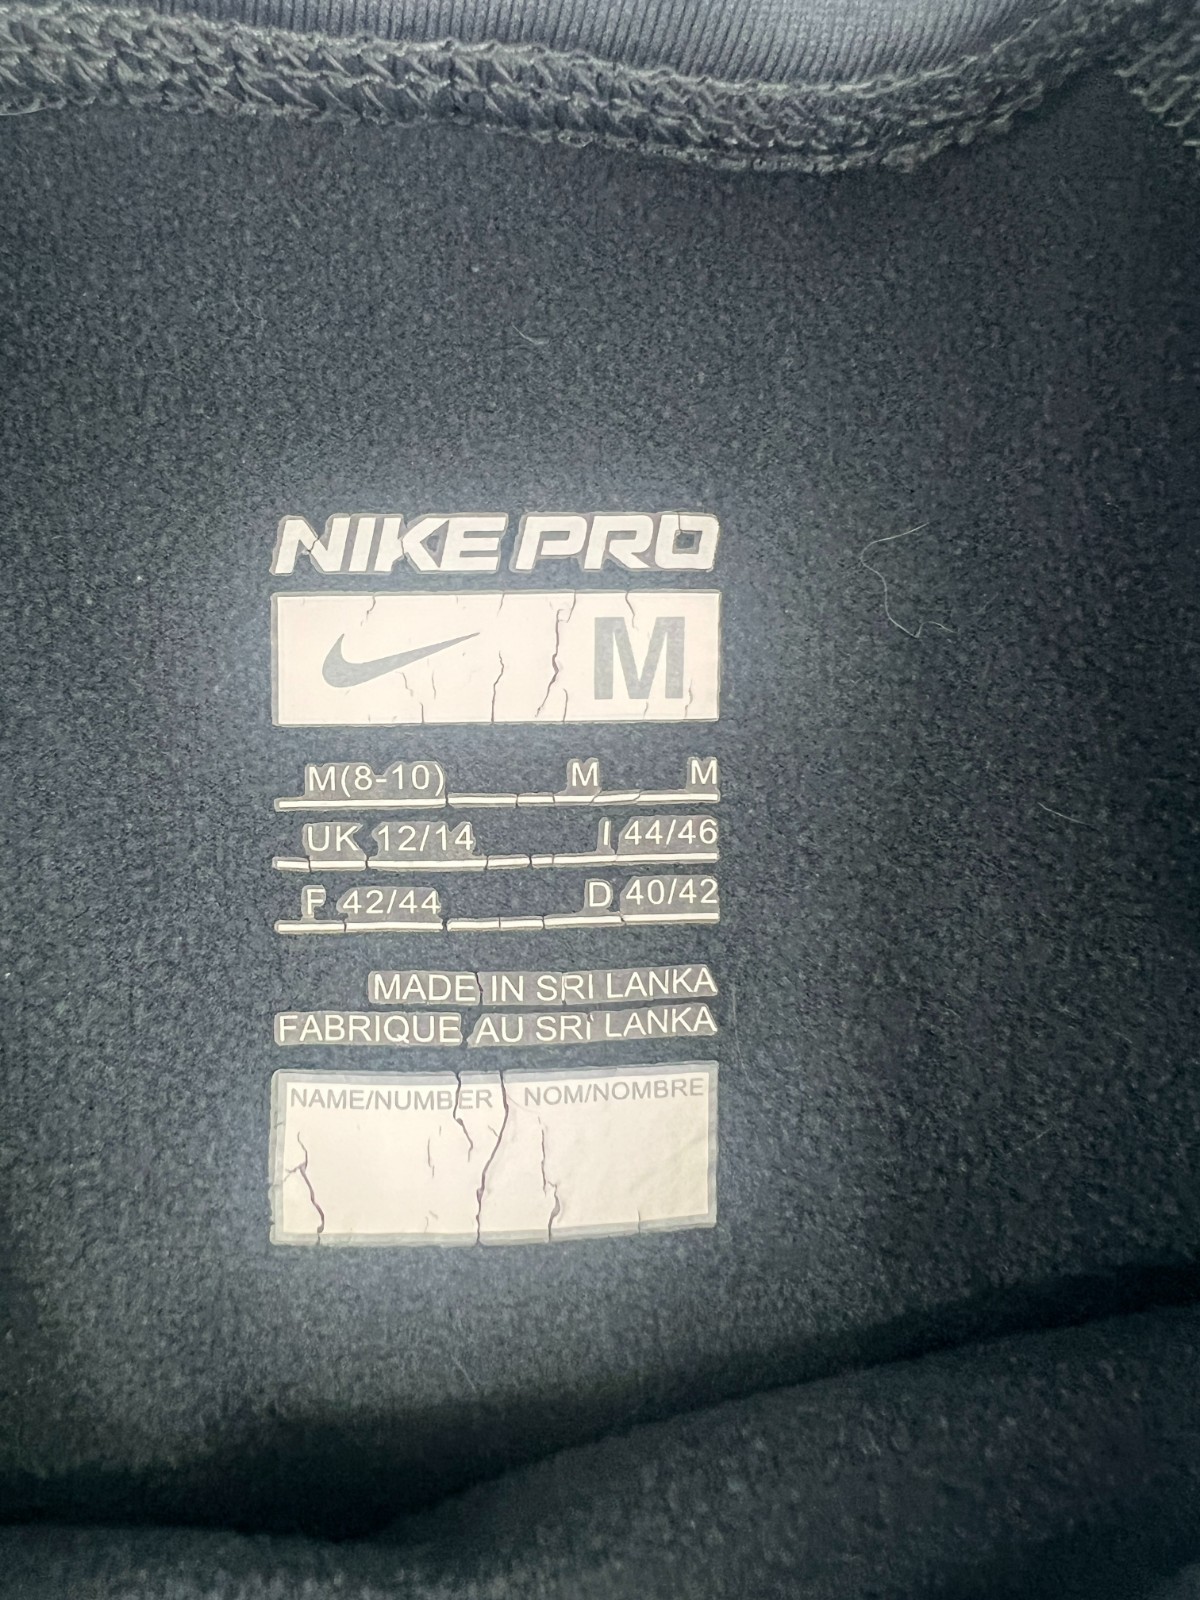 NIKE PRO
M
M(8-10) M M
UK 12/14 I 44/46
F 42/44 D 40/42
MADE IN SRI LANKA
FABRIQUE AU SRI LANKA
NAME/NUMBER NOM/NOMBRE